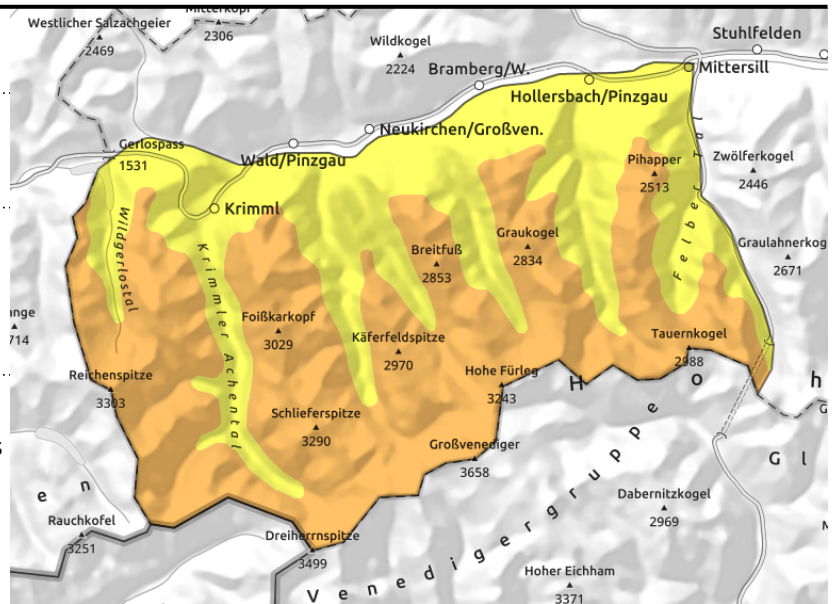 Mitterkopf
Westlicher Salzachgeier
2306
2469
Wildkogel
2224
Stuhlfelden
Bramberg/W.
Mittersill
Hollersbach/Pinzgau
Neukirchen/Großven.
Gerlospass
1531
Wald/Pinzgau
Pihapper
2513
Zwölferkogel
2446
Felber Tal
Krimml
Wildgerlostal
Krimmler Achental
Graukogel
2834
Breitfuß
2853
Graulahnerkog
2671
ange
714
Foißkarkopf
3029
Käferfeldspitze
2970
Tauernkogel
2988
Reichenspitze
3303
Hohe Fürleg
3243
H o h
Schlieferspitze
3290
Großvenediger
3658
G l
e n
Dabernitzkogel
2969
Rauchkofel
3251
Dreiherrnspitze
3499
Venedigergruppe
Hoher Eichham
3371